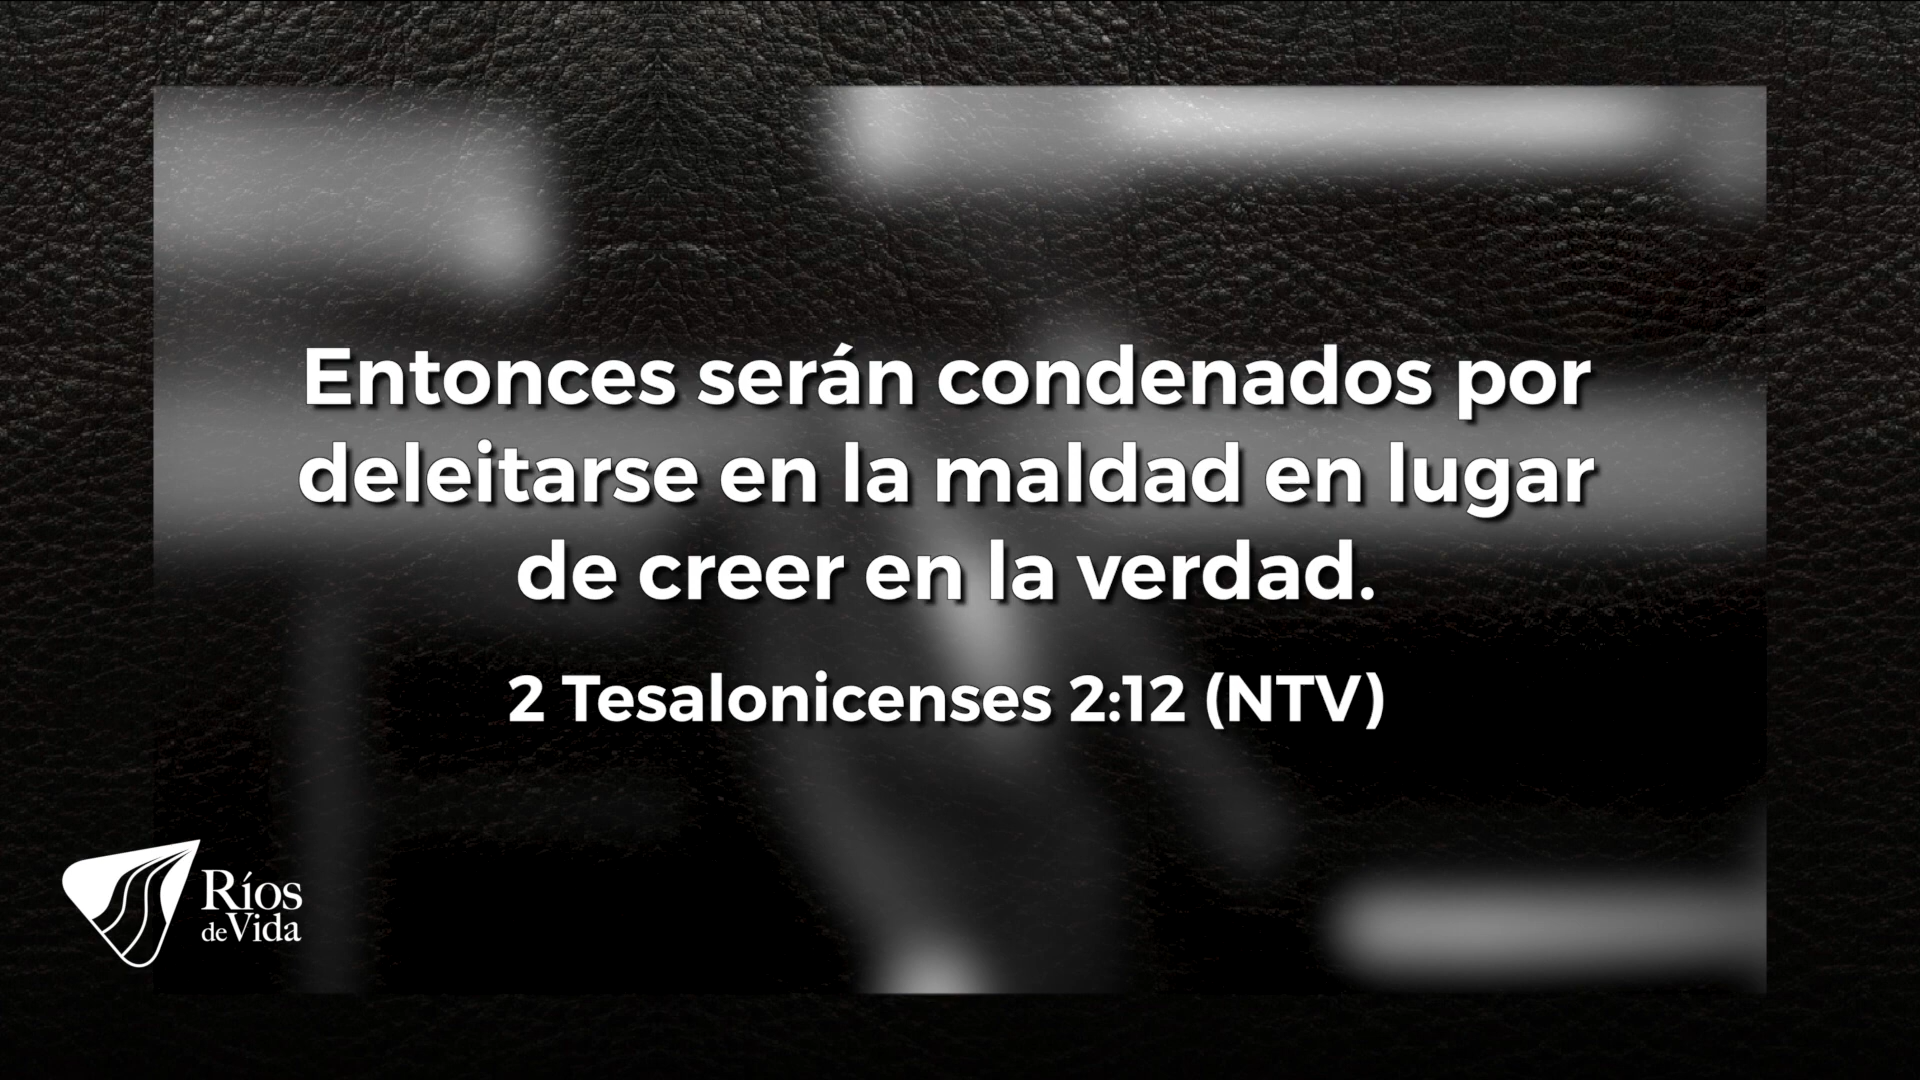 Entonces serán condenados por
deleitarse en la maldad en lugar
de creer en la verdad.
2 Tesalonicenses 2:12 (NTV)
Ríos
de Vida